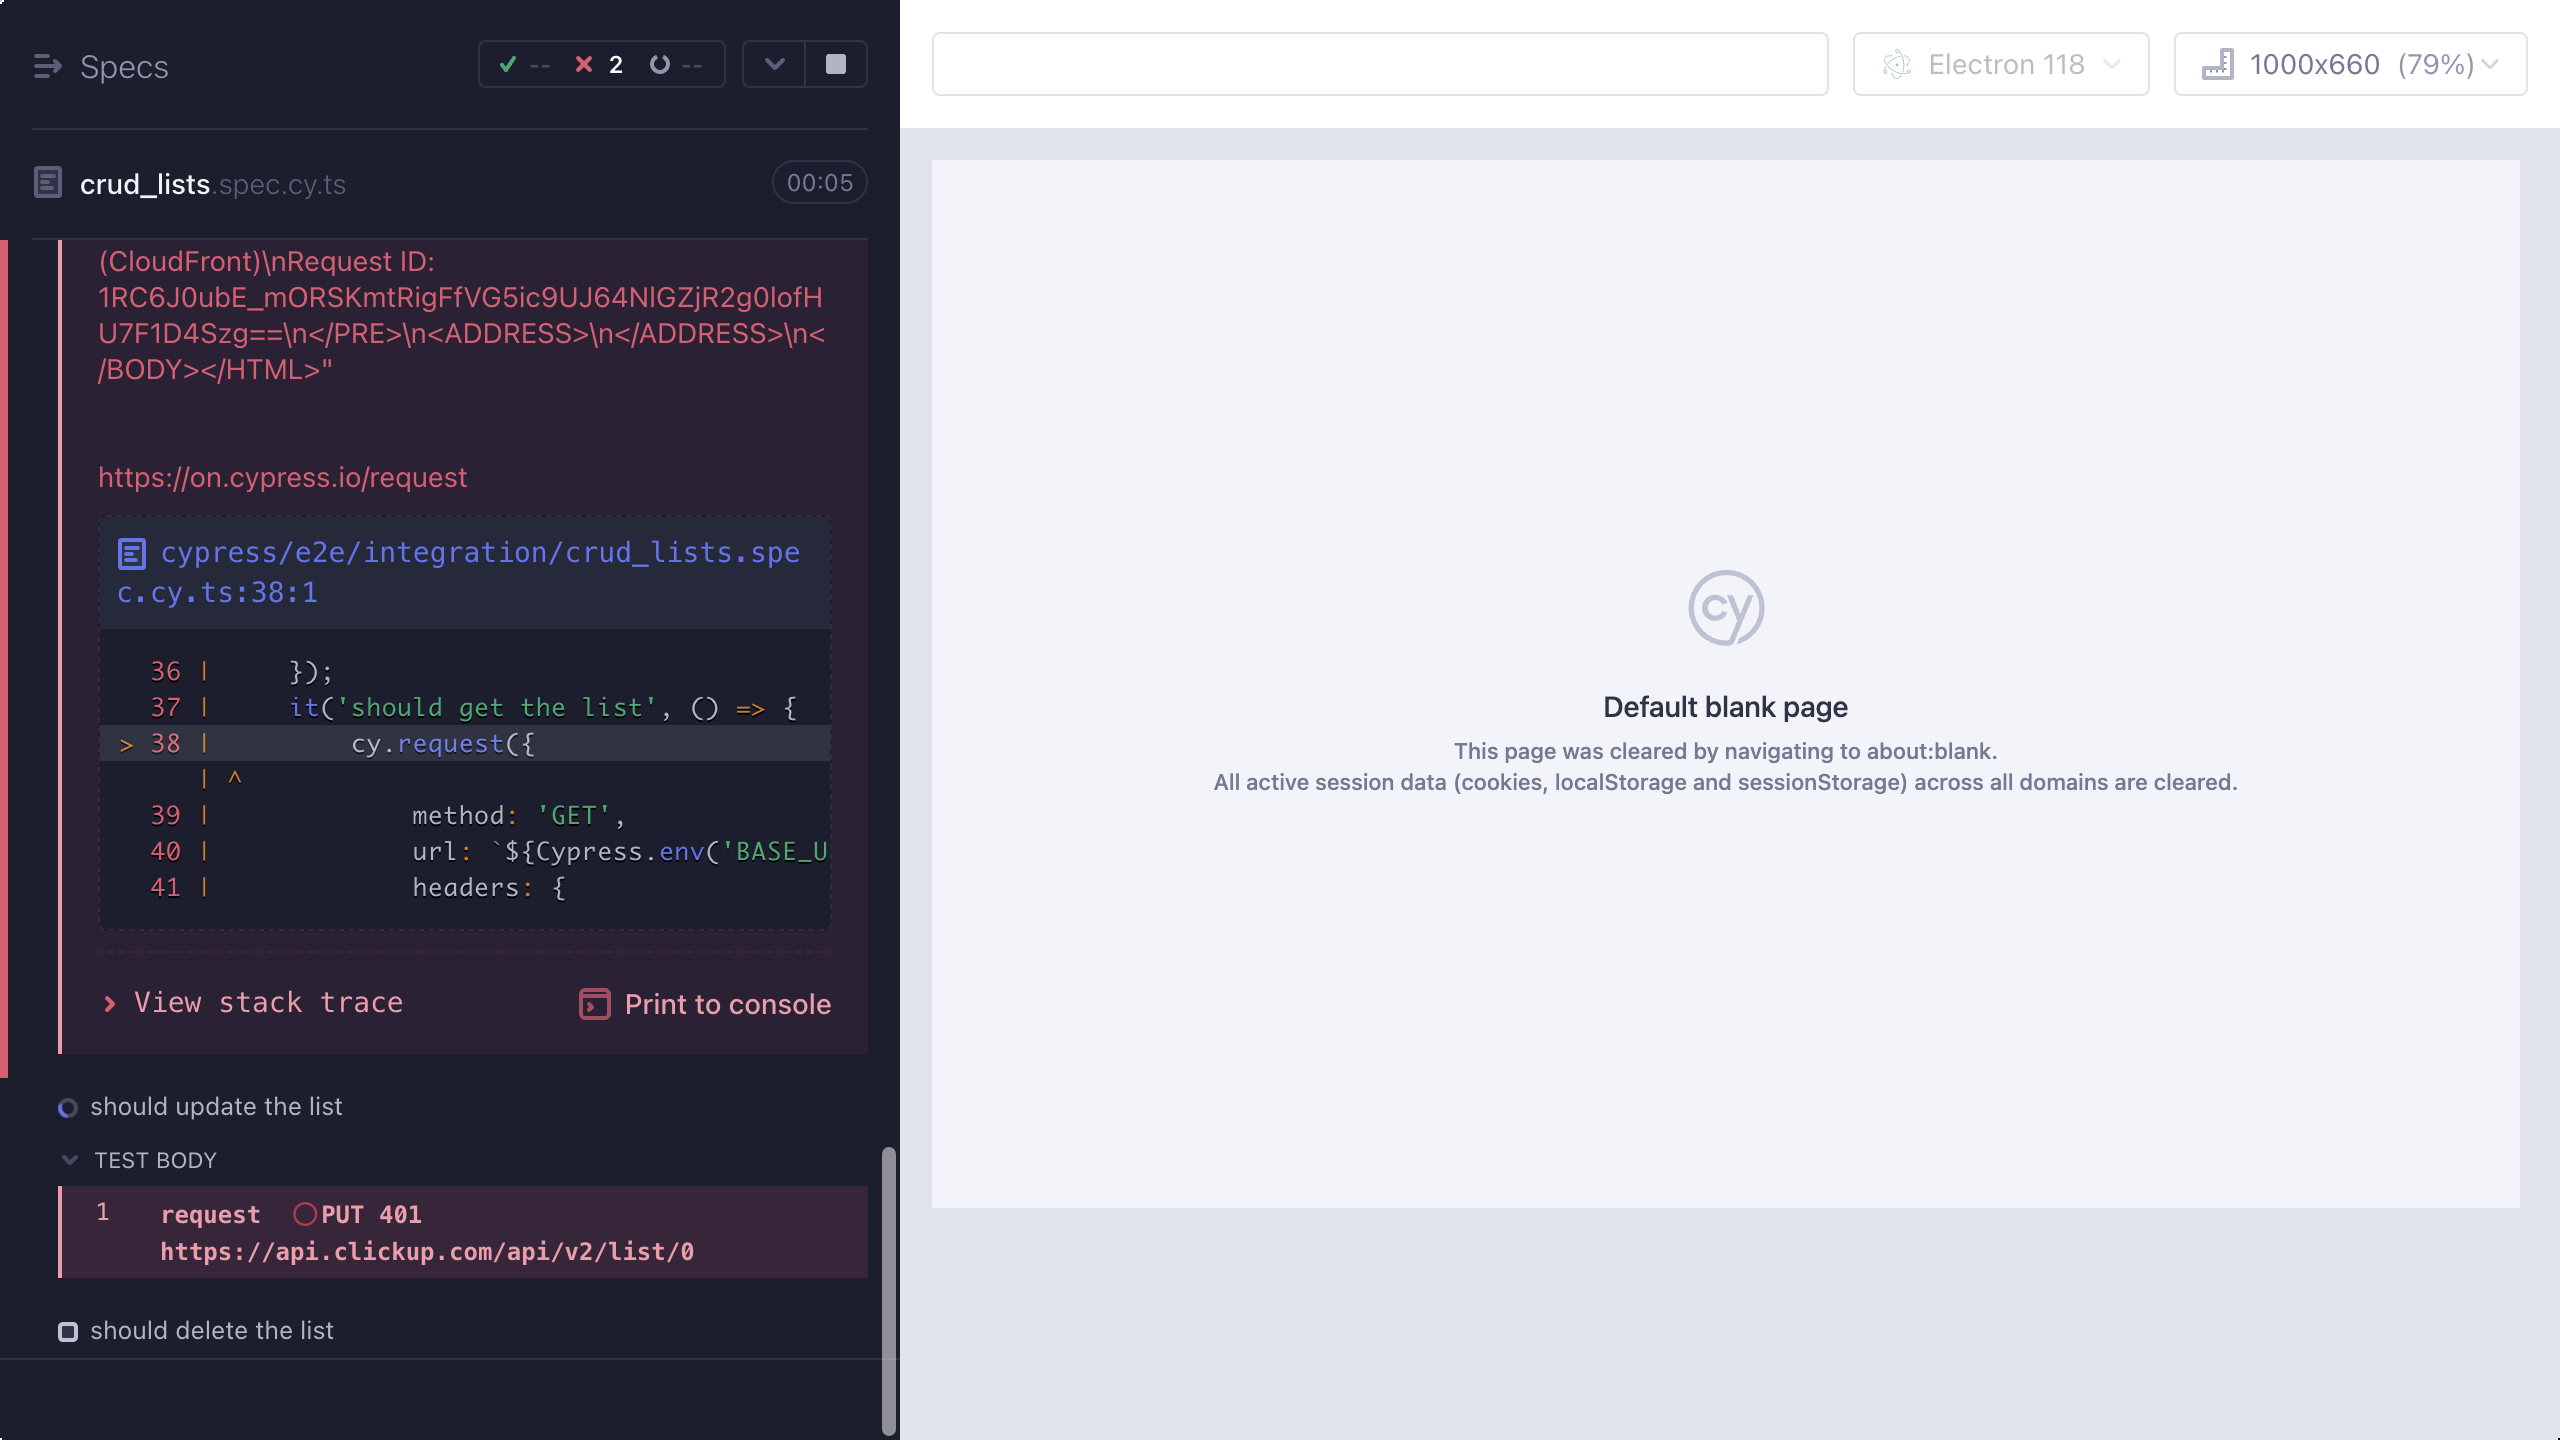 Specs
-- 2 --
crud_lists.spec.cy.ts
00:05
(CloudFront)\nRequest ID:
1RC6J0ubE_mORSKmtRigFfVG5ic9UJ64NlGZjR2g0lofH
U7F1D4Szg==\n</PRE>\n<ADDRESS>\n</ADDRESS>\n<
/BODY></HTML>"
https://on.cypress.io/request
cypress/e2e/integration/crud_lists.spe
c.cy.ts:38:1
36 | });
37 | it('should get the list', () => {
> 38 | cy.request({
| ^
39 | method: 'GET',
40 | url: `${Cypress.env('BASE_U
41 | headers: {
View stack trace
Print to console
should update the list
TEST BODY
1 request PUT 401
https://api.clickup.com/api/v2/list/0
should delete the list
Electron 118
1000x660 (79%)
cy
Default blank page
This page was cleared by navigating to about:blank.
All active session data (cookies, localStorage and sessionStorage) across all domains are cleared.